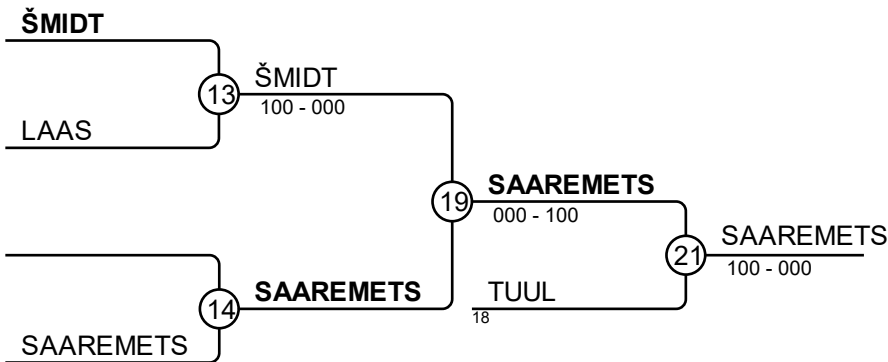 ŠMIDT
13
ŠMIDT
100 - 000
LAAS
19
SAAREMETS
000 - 100
21
SAAREMETS
100 - 000
14
SAAREMETS
TUUL
18
SAAREMETS